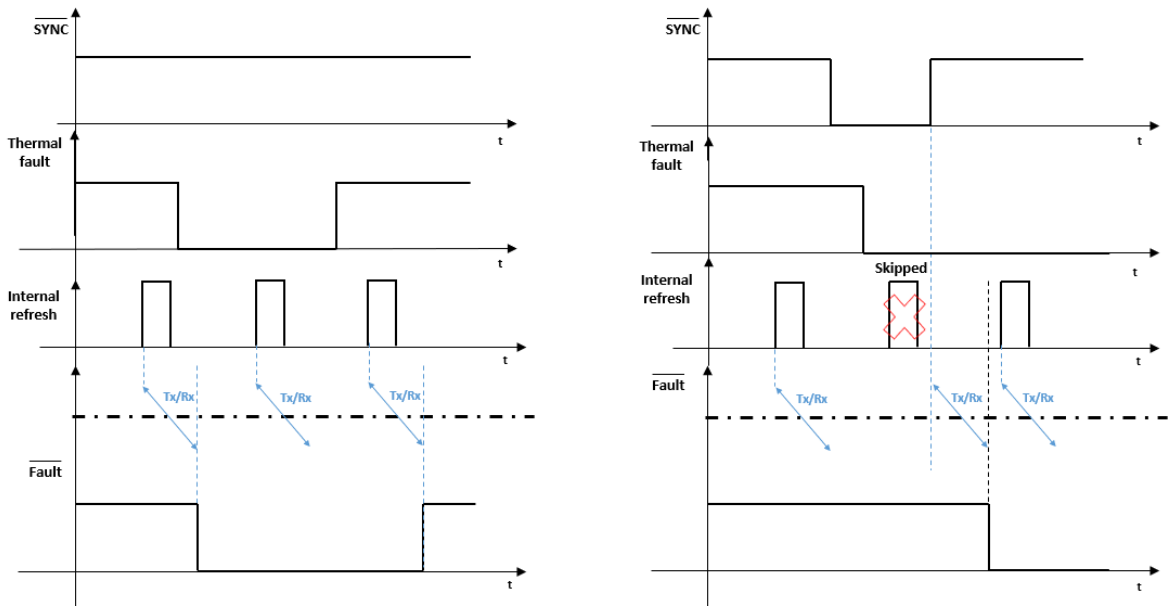 SYNC
t
Thermal
fault
t
Internal
refresh
t
Tx/Rx
Tx/Rx
Tx/Rx
Fault
t
SYNC
t
Thermal
fault
t
Skipped
Internal
refresh
t
Fault
Tx/Rx
Tx/Rx
Tx/Rx
t